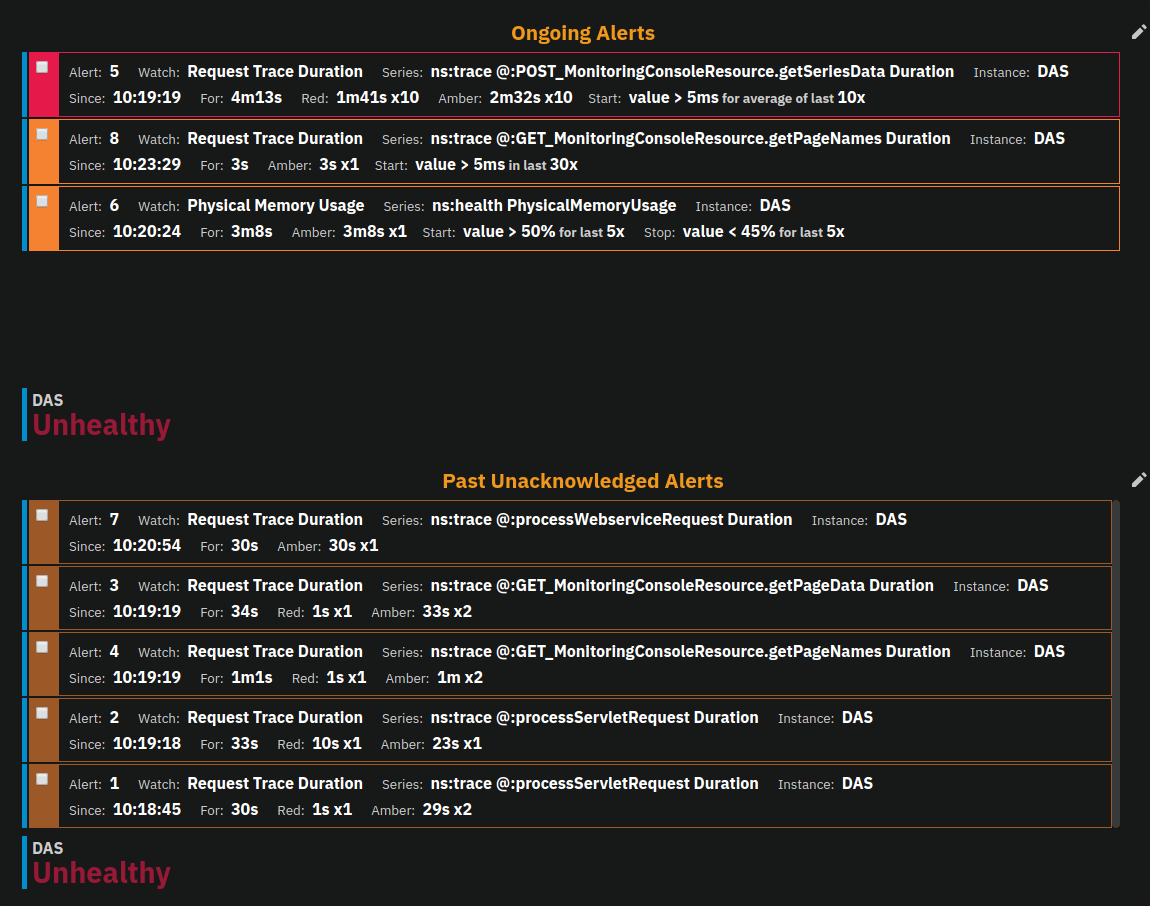 Ongoing Alerts
Alert: 5 Watch: Request Trace Duration Series: ns:trace @:POST_MonitoringConsoleResource.getSeriesData Duration Instance: DAS
Since: 10:19:19 For: 4m13s Red: 1m41s x10 Amber: 2m32s x10 Start: value > 5ms for average of last 10x
Alert: 8 Watch: Request Trace Duration Series: ns:trace @:GET_MonitoringConsoleResource.getPageNames Duration Instance: DAS
Since: 10:23:29 For: 3s Amber: 3s x1 Start: value > 5ms in last 30x
Alert: 6 Watch: Physical Memory Usage Series: ns:health PhysicalMemoryUsage Instance: DAS
Since: 10:20:24 For: 3m8s Amber: 3m8s x1 Start: value > 50% for last 5x Stop: value < 45% for last 5x
DAS
Unhealthy
Past Unacknowledged Alerts
Alert: 7 Watch: Request Trace Duration Series: ns:trace @:processWebserviceRequest Duration Instance: DAS
Since: 10:20:54 For: 30s Amber: 30s x1
Alert: 3 Watch: Request Trace Duration Series: ns:trace @:GET_MonitoringConsoleResource.getPageData Duration Instance: DAS
Since: 10:19:19 For: 34s Red: 1s x1 Amber: 33s x2
Alert: 4 Watch: Request Trace Duration Series: ns:trace @:GET_MonitoringConsoleResource.getPageNames Duration Instance: DAS
Since: 10:19:19 For: 1m1s Red: 1s x1 Amber: 1m x2
Alert: 2 Watch: Request Trace Duration Series: ns:trace @:processServletRequest Duration Instance: DAS
Since: 10:19:18 For: 33s Red: 10s x1 Amber: 23s x1
Alert: 1 Watch: Request Trace Duration Series: ns:trace @:processServletRequest Duration Instance: DAS
Since: 10:18:45 For: 30s Red: 1s x1 Amber: 29s x2
DAS
Unhealthy